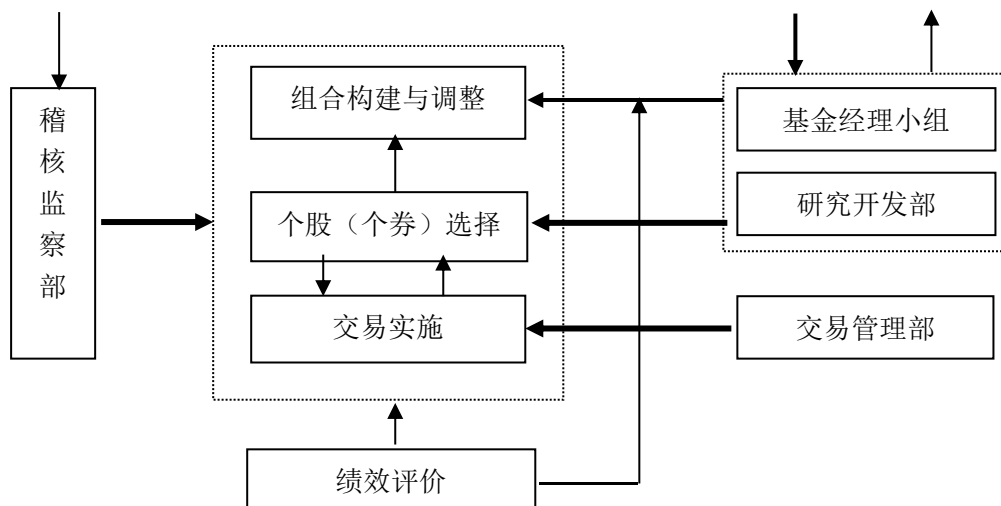 组合构建与调整
基金经理小组
稽核监察部
研究开发部
个股（个券）选择
交易实施
交易管理部
绩效评价